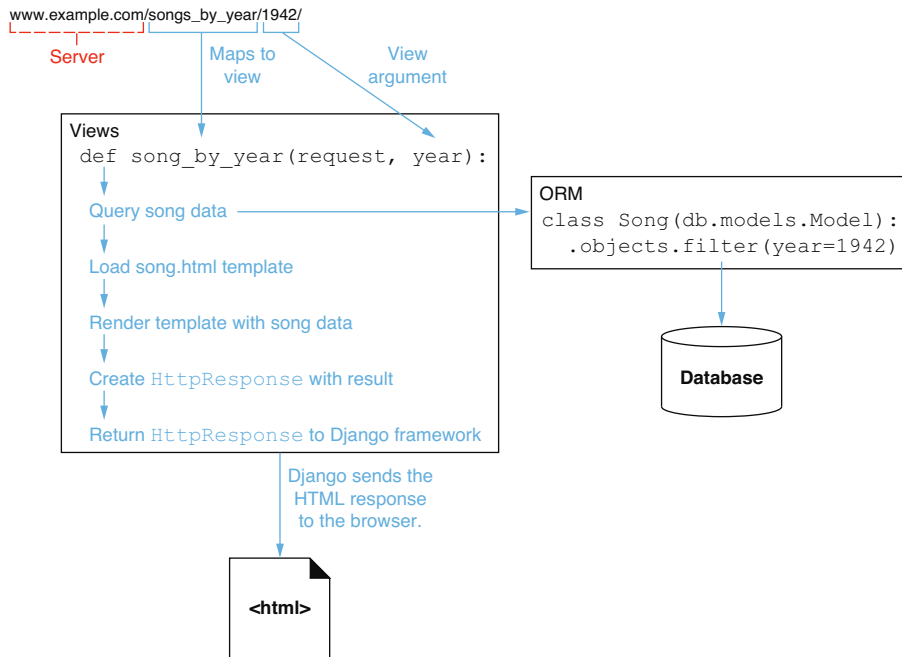 www.example.com/songs_by_year/1942/
Server
Maps to
view
View
argument
Views
def song_by_year(request, year):
Query song data
Load song.html template
Render template with song data
Create HttpResponse with result
Return HttpResponse to Django framework
ORM
class Song(db.models.Model):
.objects.filter(year=1942)
Database
Django sends the
HTML response
to the browser.
<html>